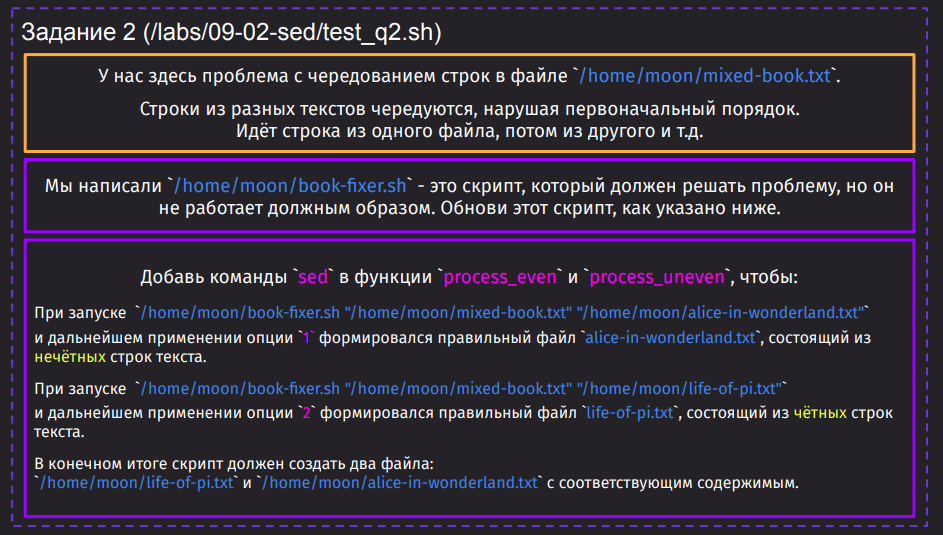 Задание 2 (/labs/09-02-sed/test_q2.sh)
У нас здесь проблема с чередованием строк в файле `/home/moon/mixed-book.txt`.
Строки из разных текстов чередуются, нарушая первоначальный порядок.
Идёт строка из одного файла, потом из другого и т.д.
Мы написали `/home/moon/book-fixer.sh` - это скрипт, который должен решать проблему, но он
не работает должным образом. Обнови этот скрипт, как указано ниже.
Добавь команды `sed` в функции `process_even` и `process_uneven`, чтобы:
При запуске `/home/moon/book-fixer.sh "/home/moon/mixed-book.txt" "/home/moon/alice-in-wonderland.txt"`
и дальнейшем применении опции `1` формировался правильный файл `alice-in-wonderland.txt`, состоящий из
нечётных строк текста.
При запуске `/home/moon/book-fixer.sh "/home/moon/mixed-book.txt" "/home/moon/life-of-pi.txt"`
и дальнейшем применении опции `2` формировался правильный файл `life-of-pi.txt`, состоящий из чётных строк
текста.
В конечном итоге скрипт должен создать два файла:
`/home/moon/life-of-pi.txt` и `/home/moon/alice-in-wonderland.txt` с соответствующим содержимым.